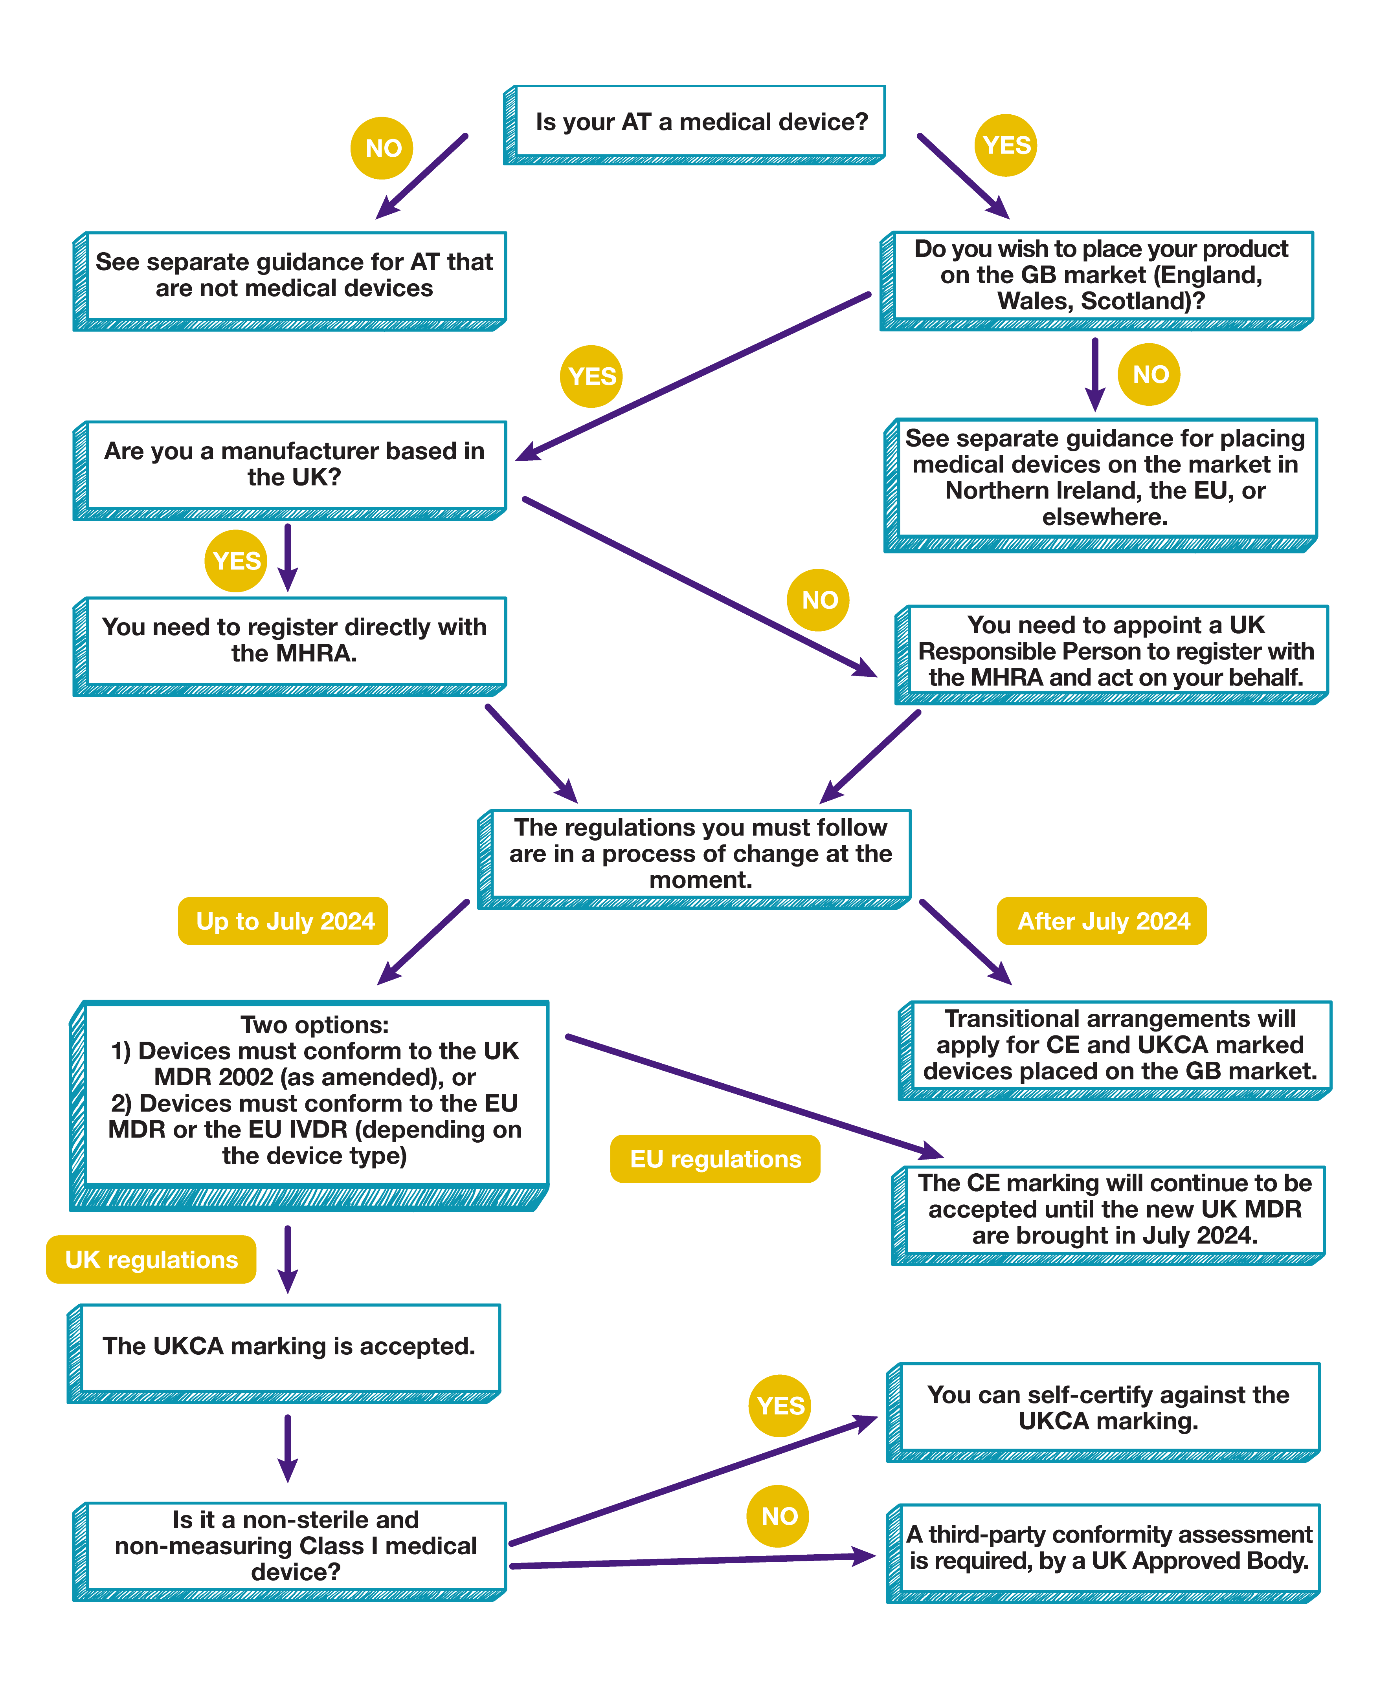 Is your AT a medical device?
NO
YES
See separate guidance for AT that
are not medical devices
Do you wish to place your product
on the GB market (England,
Wales, Scotland)?
YES
NO
Are you a manufacturer based in
the UK?
See separate guidance for placing
medical devices on the market in
Northern Ireland, the EU, or
elsewhere.
YES
NO
You need to register directly with
the MHRA.
You need to appoint a UK
Responsible Person to register with
the MHRA and act on your behalf.
The regulations you must follow
are in a process of change at the
moment.
Up to July 2024
After July 2024
Two options:
1) Devices must conform to the UK
MDR 2002 (as amended), or
2) Devices must conform to the EU
MDR or the EU IVDR (depending on
the device type)
Transitional arrangements will
apply for CE and UKCA marked
devices placed on the GB market.
EU regulations
The CE marking will continue to be
accepted until the new UK MDR
are brought in July 2024.
UK regulations
The UKCA marking is accepted.
YES
You can self-certify against the
UKCA marking.
Is it a non-sterile and
non-measuring Class I medical
device?
NO
A third-party conformity assessment
is required, by a UK Approved Body.